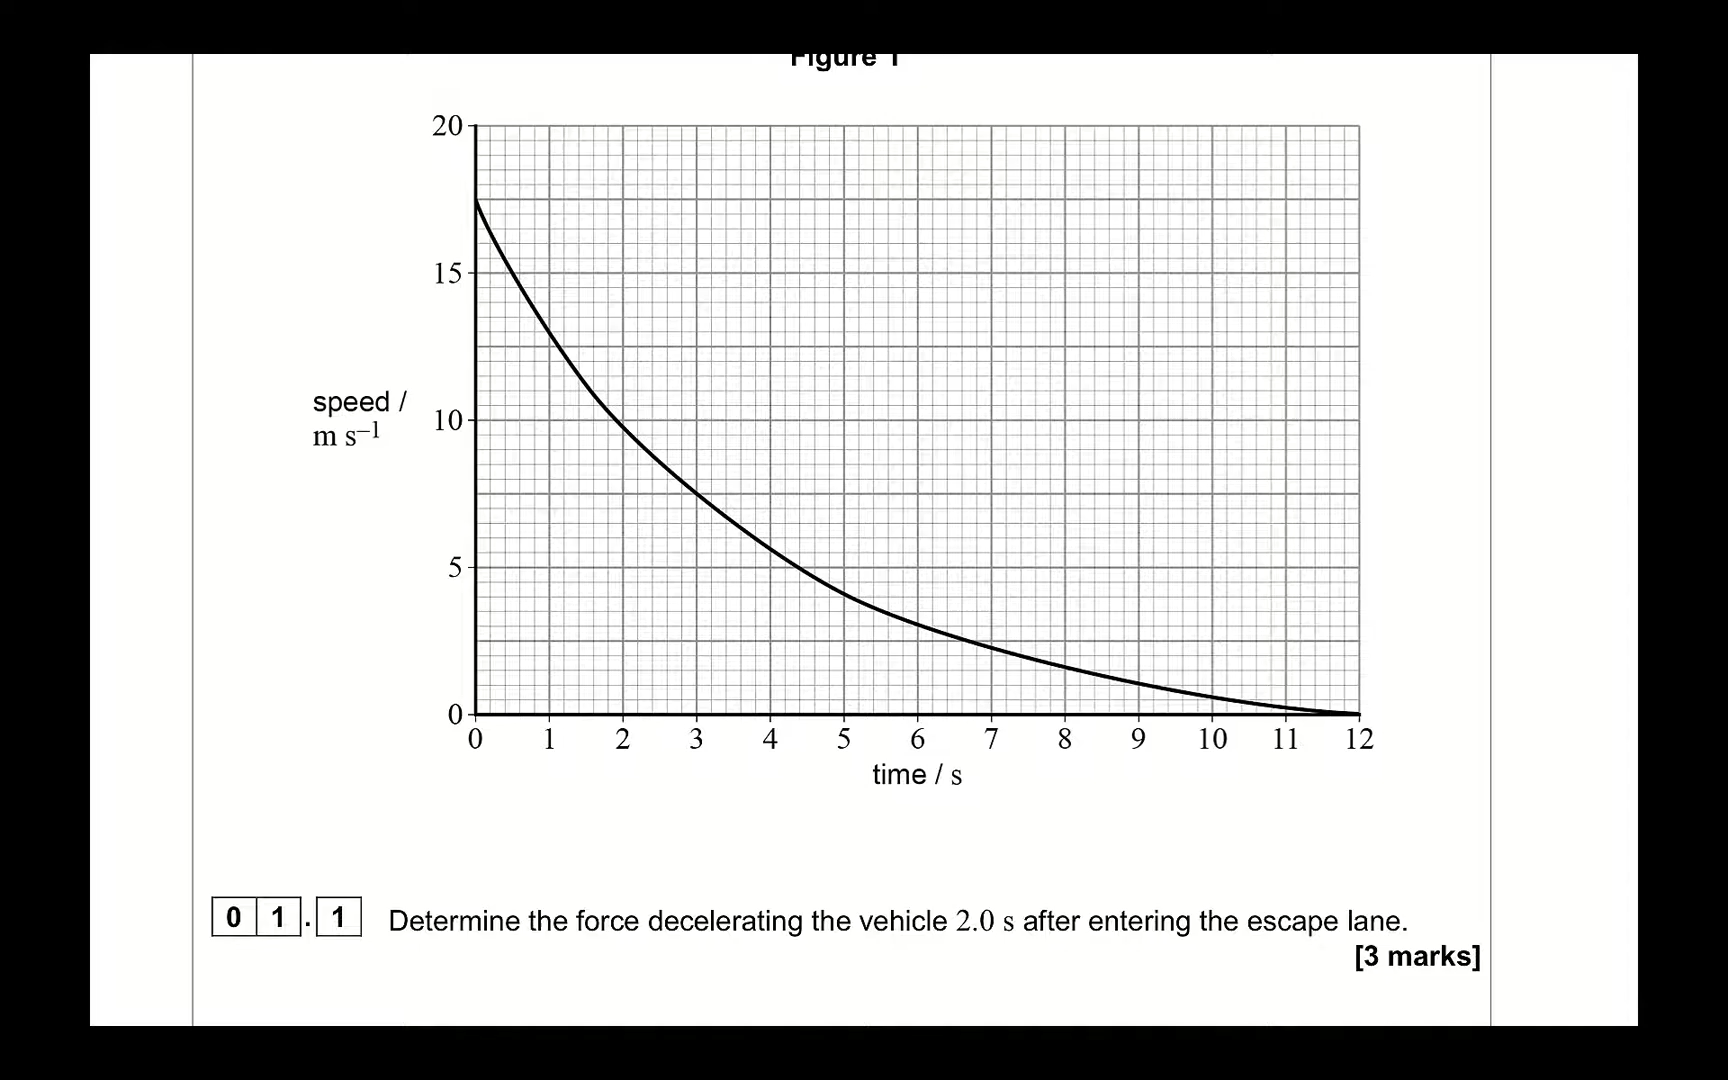 Figure 1
20
15
speed /
m s⁻¹
10
5
0
0 1 2 3 4 5 6 7 8 9 10 11 12
time / s
0 1 . 1 Determine the force decelerating the vehicle 2.0 s after entering the escape lane.
[3 marks]